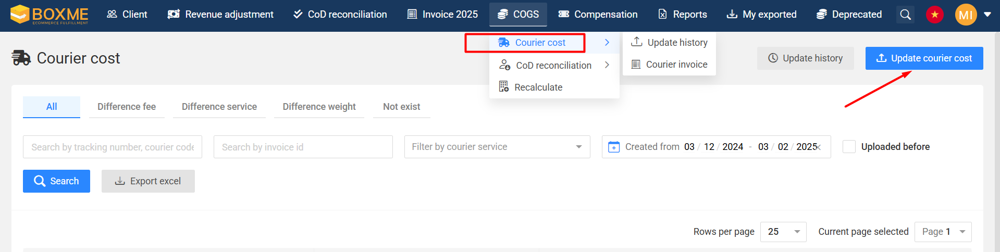 BOXME
ECOMMERCE FULFILLMENT
Client
Revenue adjustment
CoD reconciliation
Invoice 2025
COGS
Compensation
Reports
My exported
Deprecated
MI
Courier cost
Update history
CoD reconciliation
Courier invoice
Recalculate
Courier cost
Update history
Update courier cost
All
Difference fee
Difference service
Difference weight
Not exist
Search by tracking number, courier code
Search by invoice id
Filter by courier service
Created from 03 / 12 / 2024 - 03 / 02 / 2025
Uploaded before
Search
Export excel
Rows per page 25
Current page selected Page 1